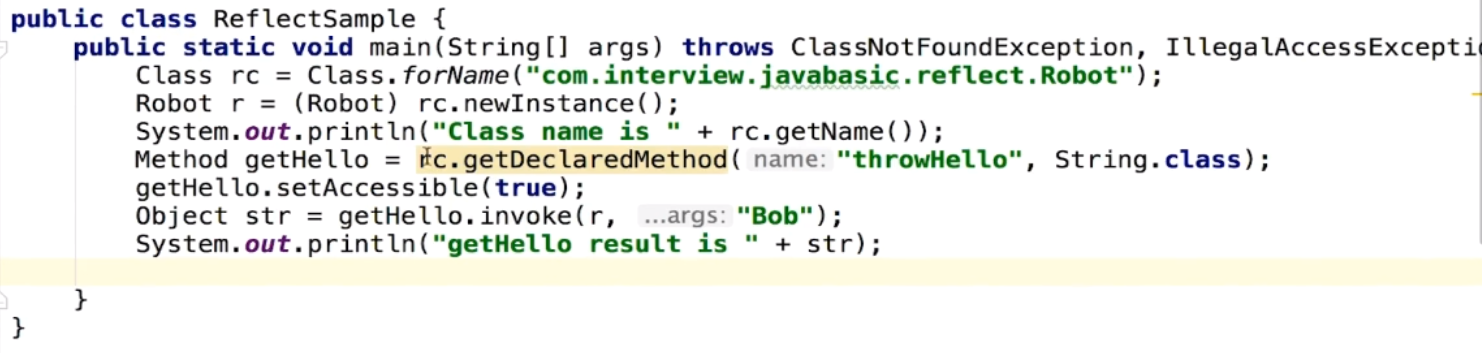 public class ReflectSample {
public static void main(String[] args) throws ClassNotFoundException, IllegalAccessExcepti
Class rc = Class.forName("com.interview.javabasic.reflect.Robot");
Robot r = (Robot) rc.newInstance();
System.out.println("Class name is " + rc.getName());
Method getHello = rc.getDeclaredMethod( name: "throwHello", String.class);
getHello.setAccessible(true);
Object str = getHello.invoke(r, ...args: "Bob");
System.out.println("getHello result is " + str);
}
}